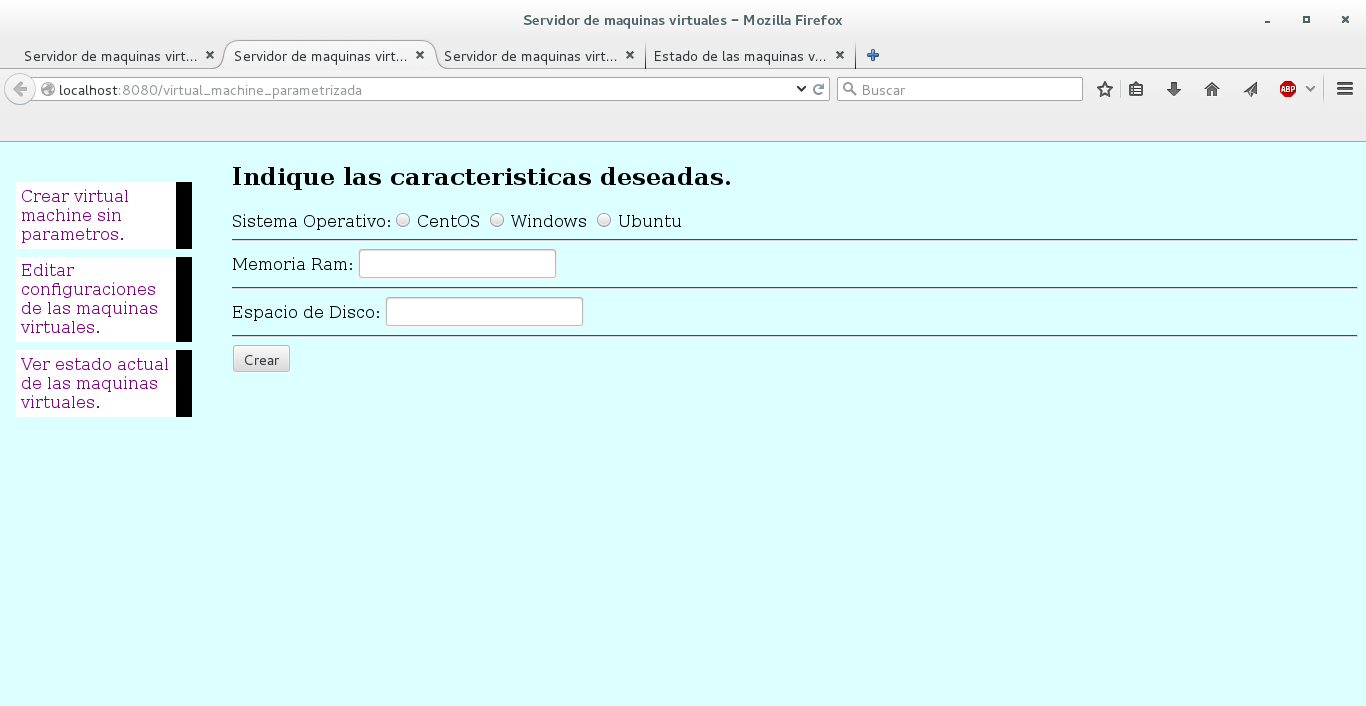 Servidor de maquinas virtuales - Mozilla Firefox
Servidor de maquinas virt... Servidor de maquinas virt... Servidor de maquinas virt... Estado de las maquinas v...
localhost:8080/virtual_machine_parametrizada Buscar ABP
Crear virtual
machine sin
parametros.
Editar
configuraciones
de las maquinas
virtuales.
Ver estado actual
de las maquinas
virtuales.
Indique las caracteristicas deseadas.
Sistema Operativo: CentOS Windows Ubuntu
Memoria Ram:
Espacio de Disco:
Crear